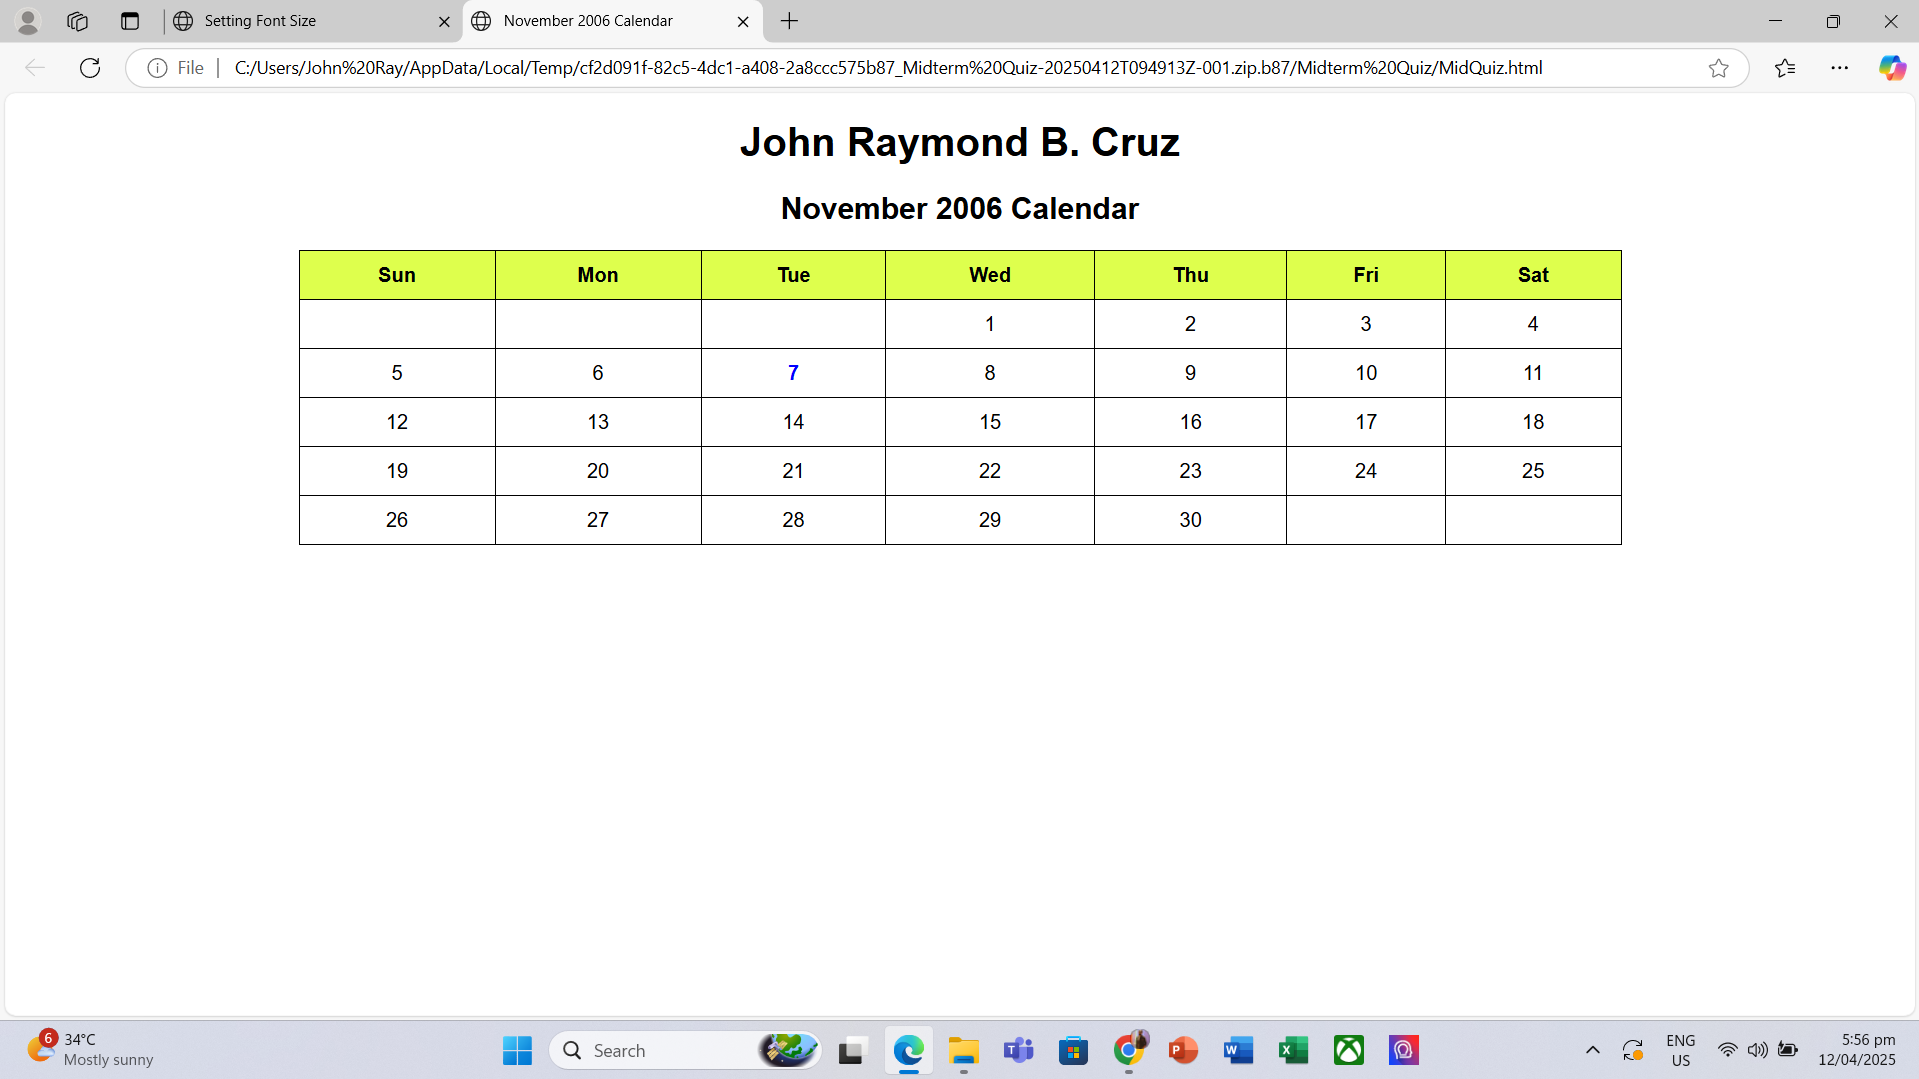 Setting Font Size
November 2006 Calendar
File
C:/Users/John%20Ray/AppData/Local/Temp/cf2d091f-82c5-4dc1-a408-2a8ccc575b87_Midterm%20Quiz-20250412T094913Z-001.zip.b87/Midterm%20Quiz/MidQuiz.html
John Raymond B. Cruz
November 2006 Calendar
Sun Mon Tue Wed Thu Fri Sat
1 2 3 4
5 6 7 8 9 10 11
12 13 14 15 16 17 18
19 20 21 22 23 24 25
26 27 28 29 30
6
34°C
Mostly sunny
Search
ENG
US
5:56 pm
12/04/2025